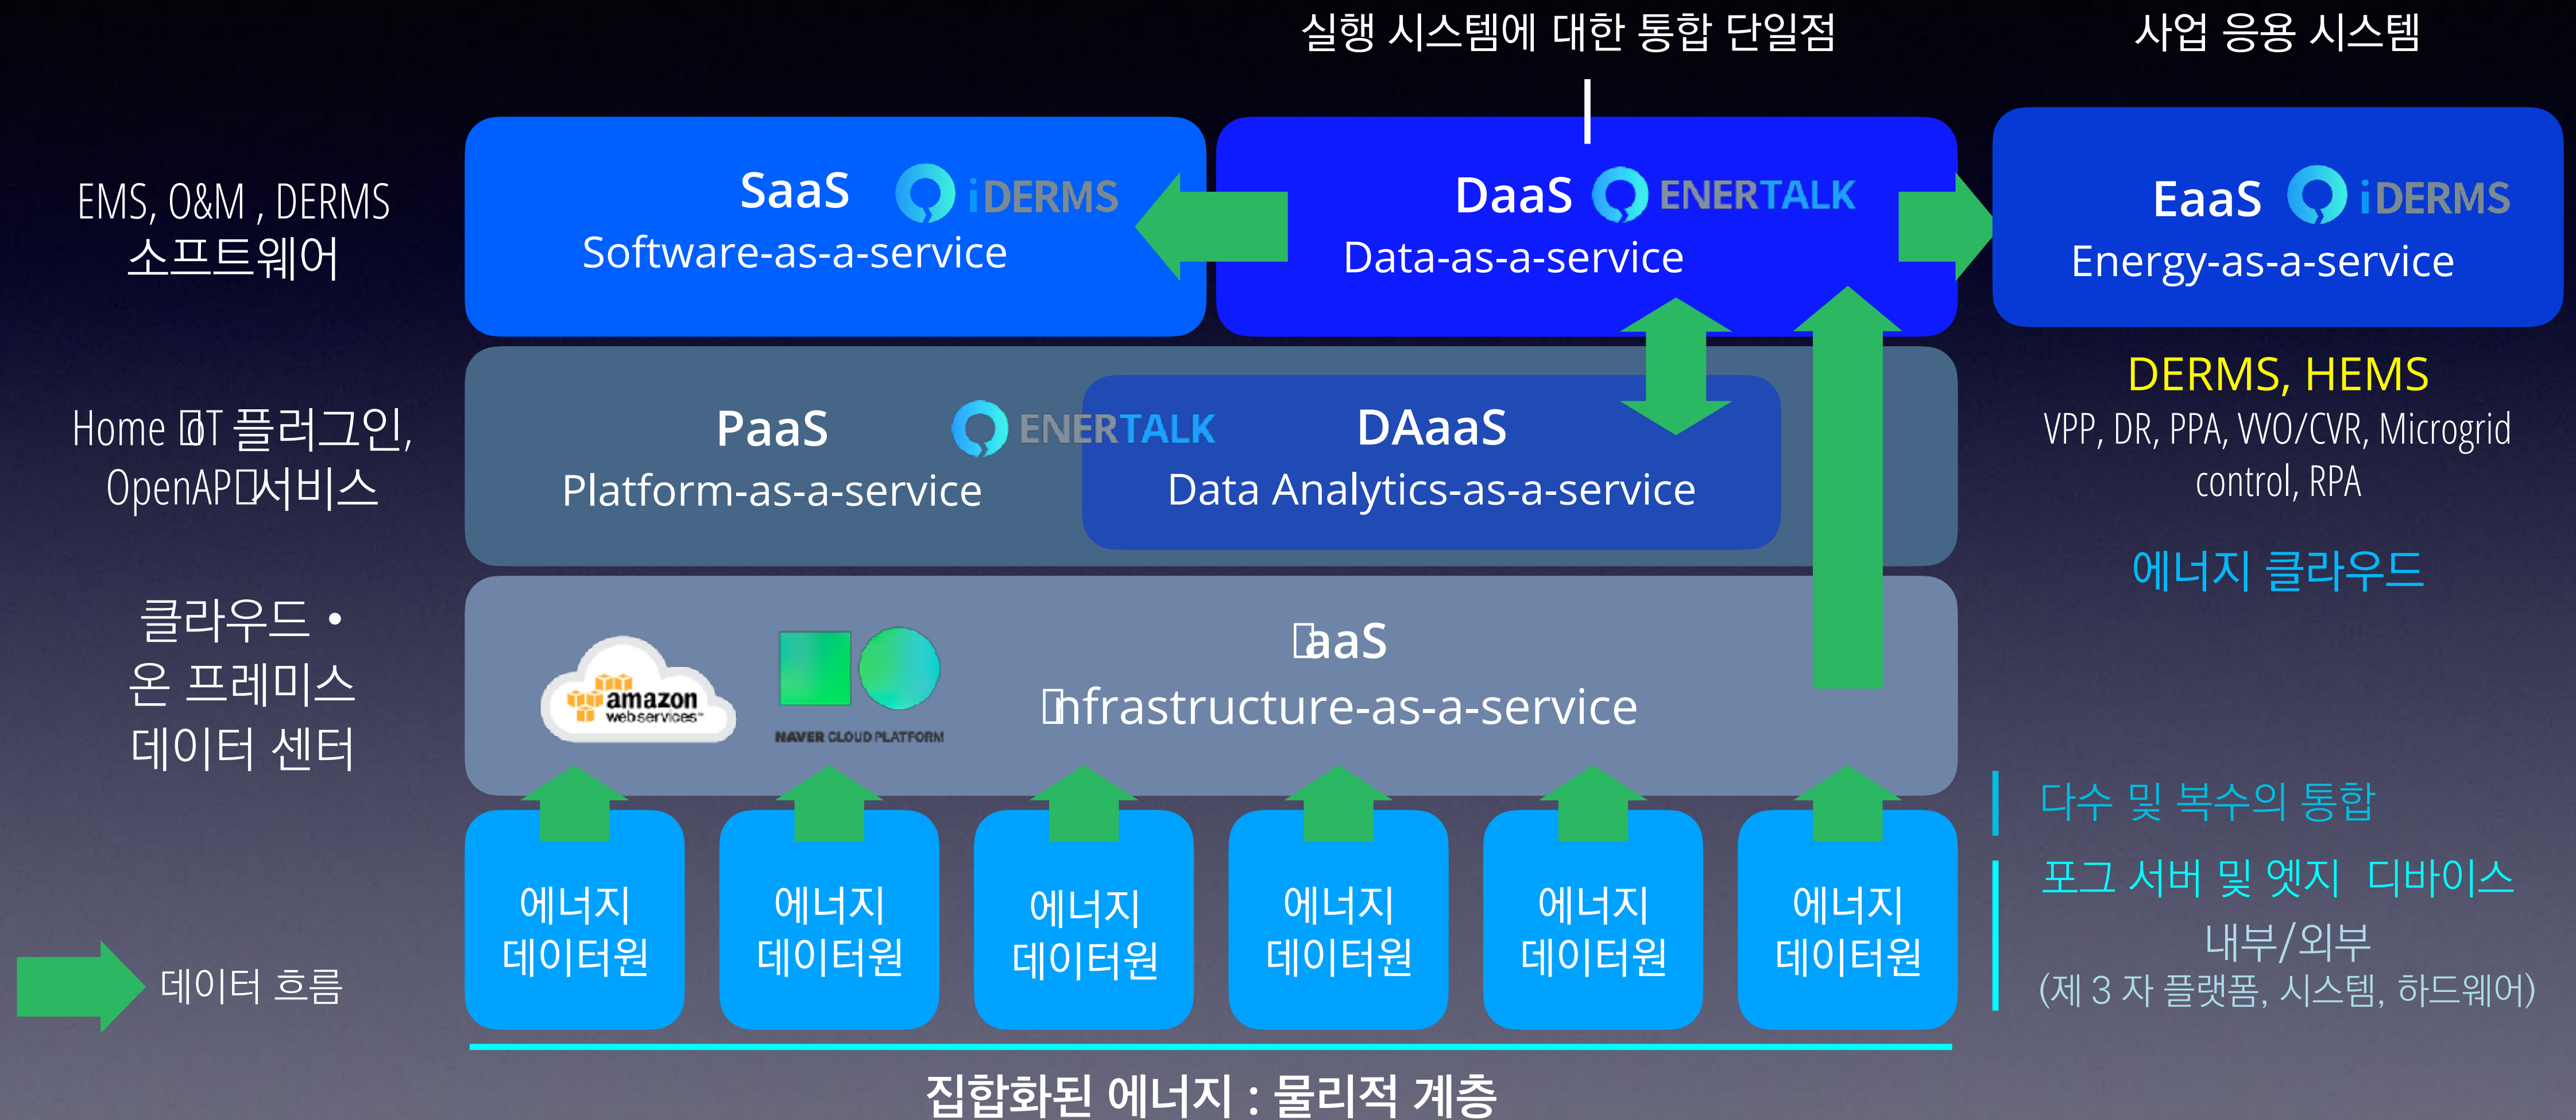 실행 시스템에 대한 통합 단일점
사업 응용 시스템
EMS, O&M , DERMS
소프트웨어
SaaS iDERMS
Software-as-a-service
DaaS ENERTALK
Data-as-a-service
EaaS iDERMS
Energy-as-a-service
Home □oT 플러그인,
OpenAP□서비스
PaaS ENERTALK
Platform-as-a-service
DAaaS
Data Analytics-as-a-service
DERMS, HEMS
VPP, DR, PPA, VVO/CVR, Microgrid
control, RPA
에너지 클라우드
클라우드 •
온 프레미스
데이터 센터
amazon
webservices™
NAVER CLOUD PLATFORM
□aaS
□nfrastructure-as-a-service
다수 및 복수의 통합
포그 서버 및 엣지 디바이스
내부/외부
(제 3 자 플랫폼, 시스템, 하드웨어)
에너지
데이터원
에너지
데이터원
에너지
데이터원
에너지
데이터원
에너지
데이터원
에너지
데이터원
데이터 흐름
집합화된 에너지 : 물리적 계층